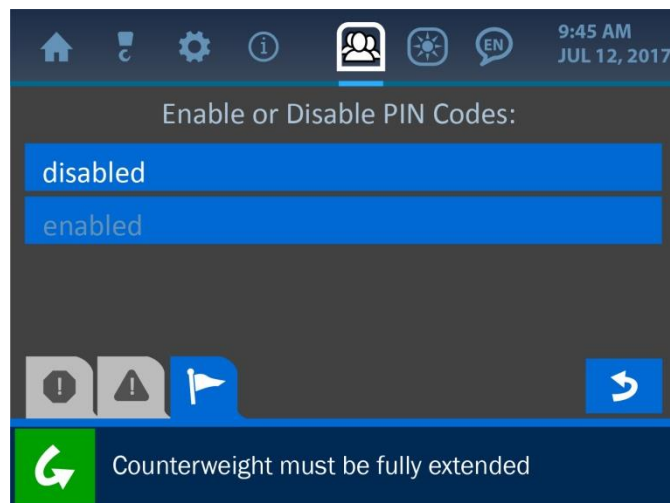 EN
9:45 AM
JUL 12, 2017
Enable or Disable PIN Codes:
disabled
enabled
Counterweight must be fully extended